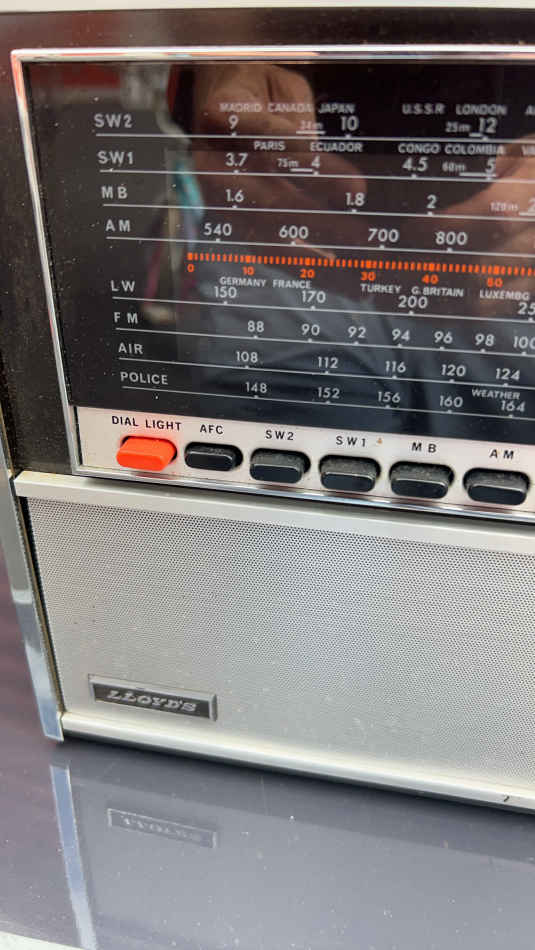 MADRID CANADA JAPAN U.S.S.R LONDON
SW2 9 24m 10 25m 12
PARIS ECUADOR CONGO COLOMBIA
SW1 3.7 75m 4 4.5 60m 5
MB 1.6 1.8 2 120m
AM 540 600 700 800
0 10 20 30 40 50
GERMANY FRANCE TURKEY G.BRITAIN LUXEMBG
LW 150 170 200 25
FM 88 90 92 94 96 98 100
AIR 108 112 116 120 124
WEATHER
POLICE 148 152 156 160 164
DIAL LIGHT AFC SW2 SW1 MB AM
LLOYD'S